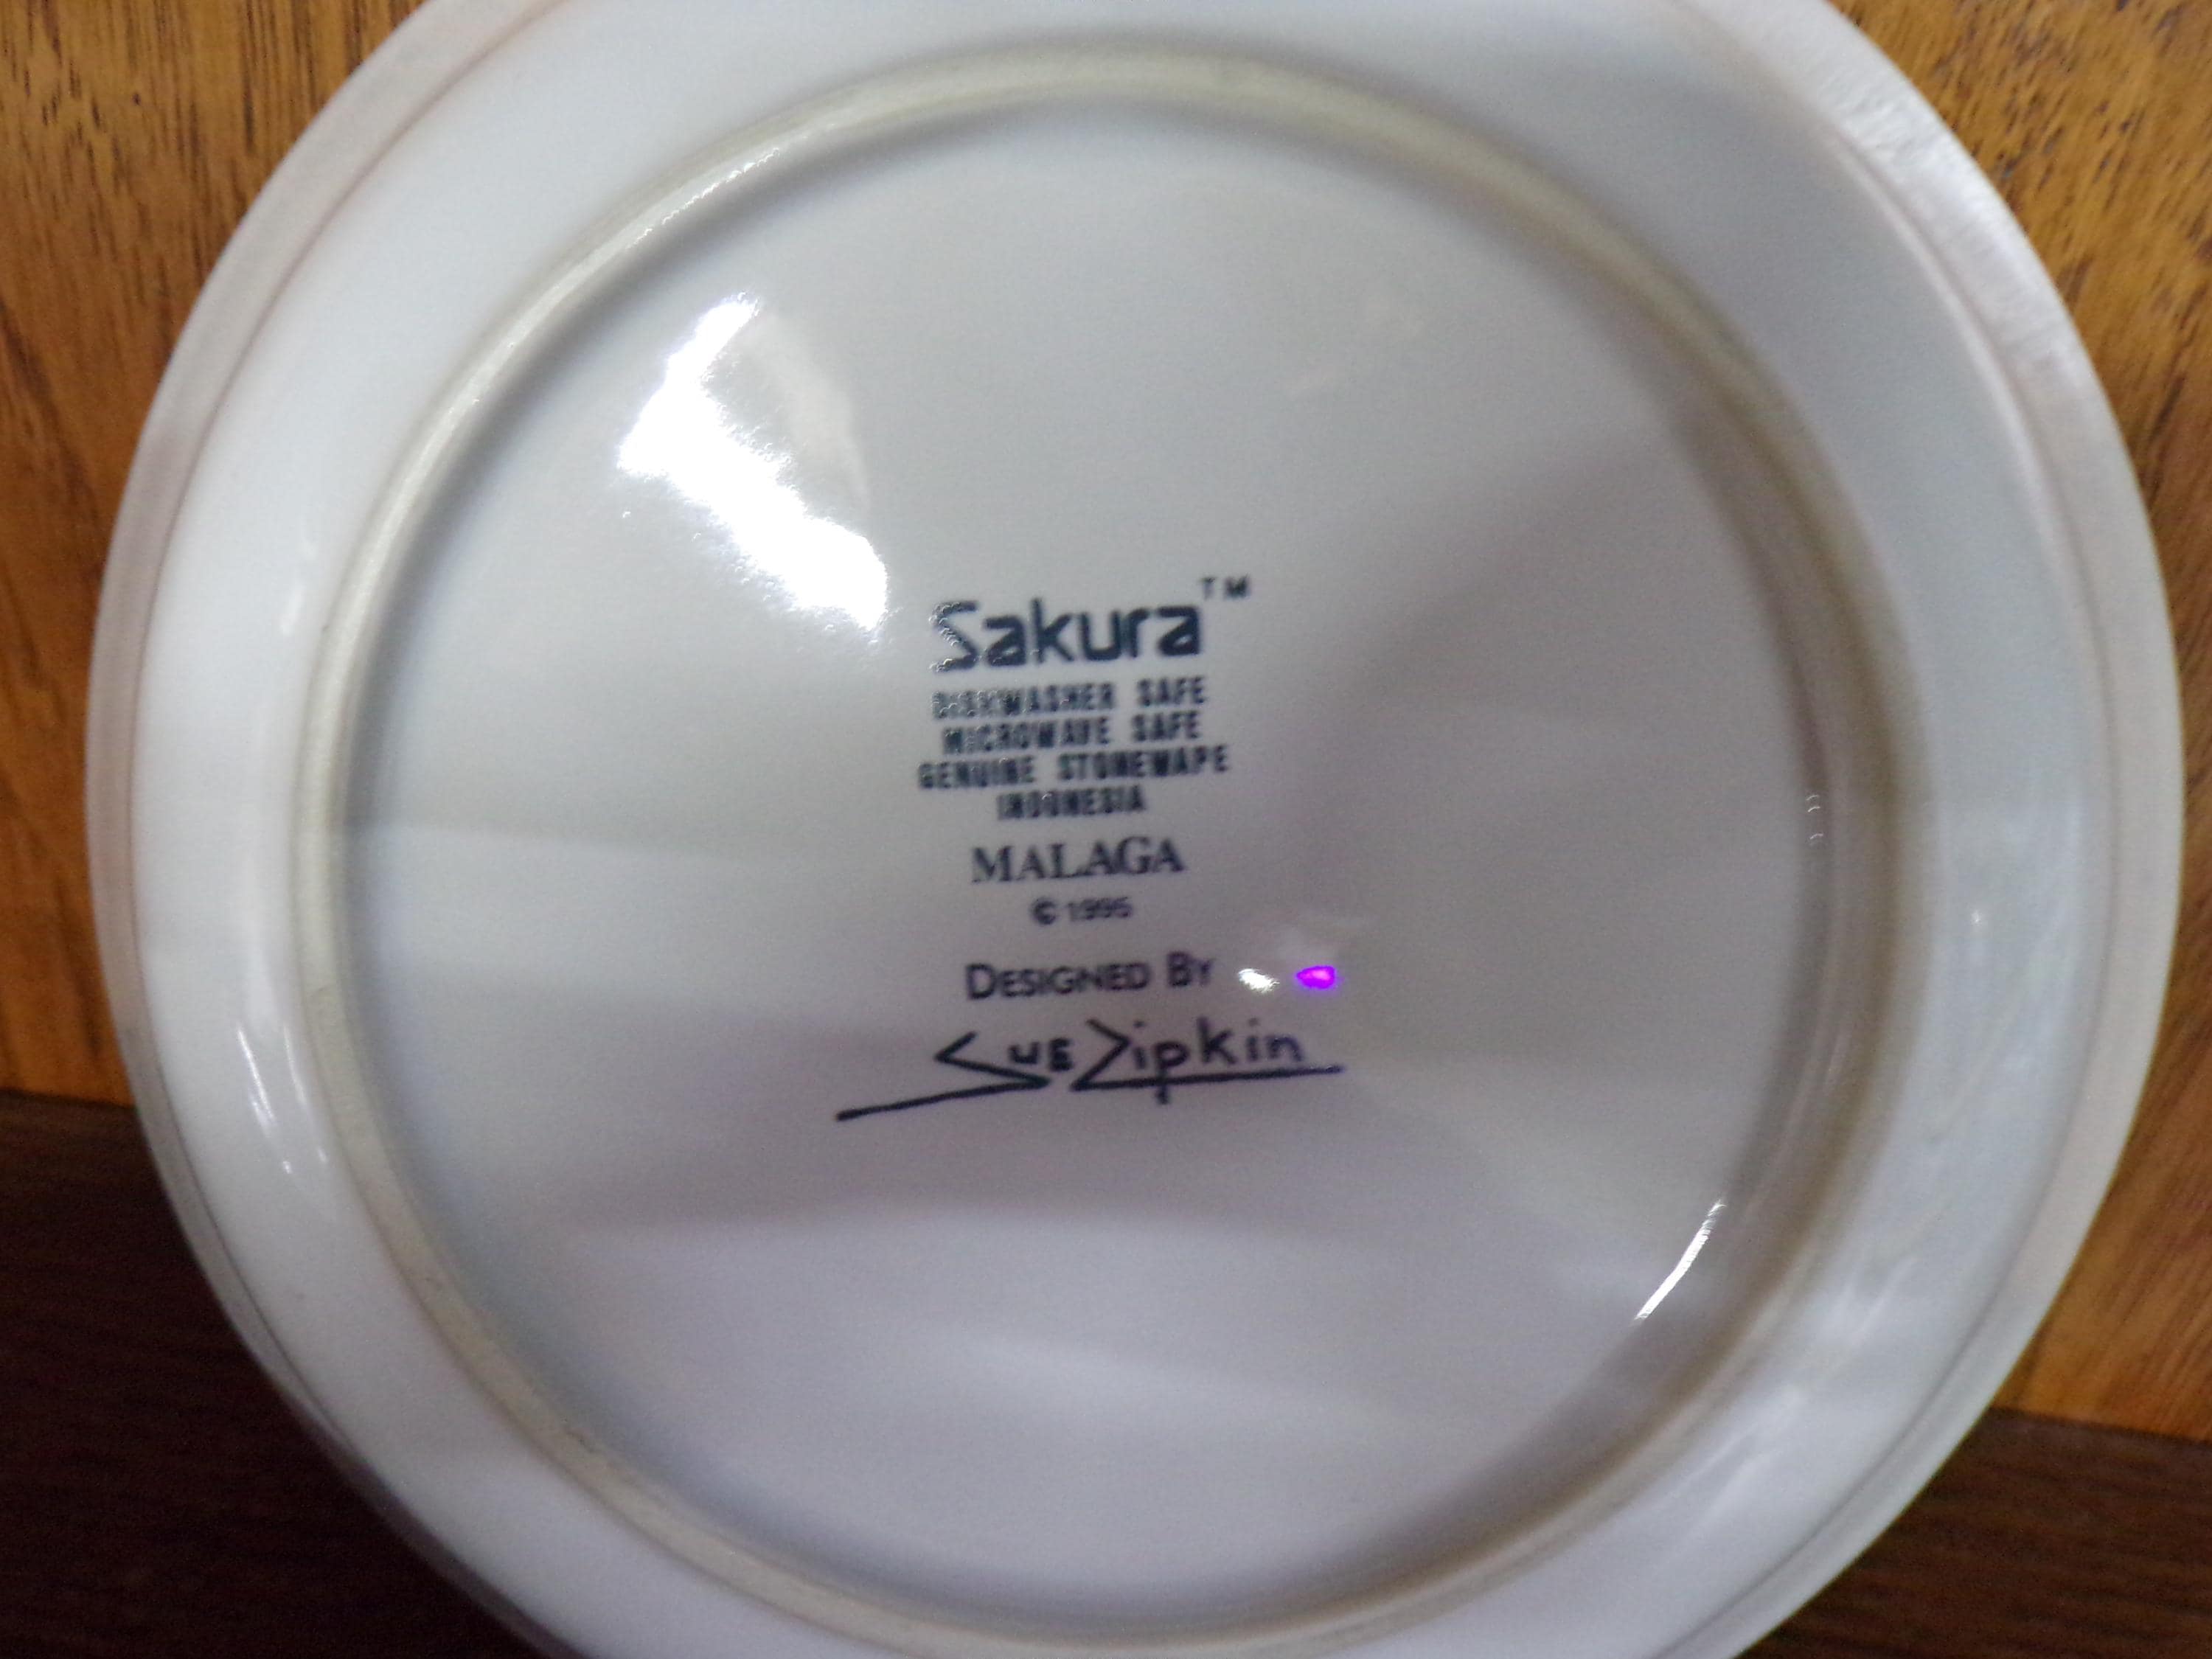 Sakura™
DISHWASHER SAFE
MICROWAVE SAFE
GENUINE STONEWARE
INDONESIA
MALAGA
© 1995
DESIGNED BY
SUE Zipkin